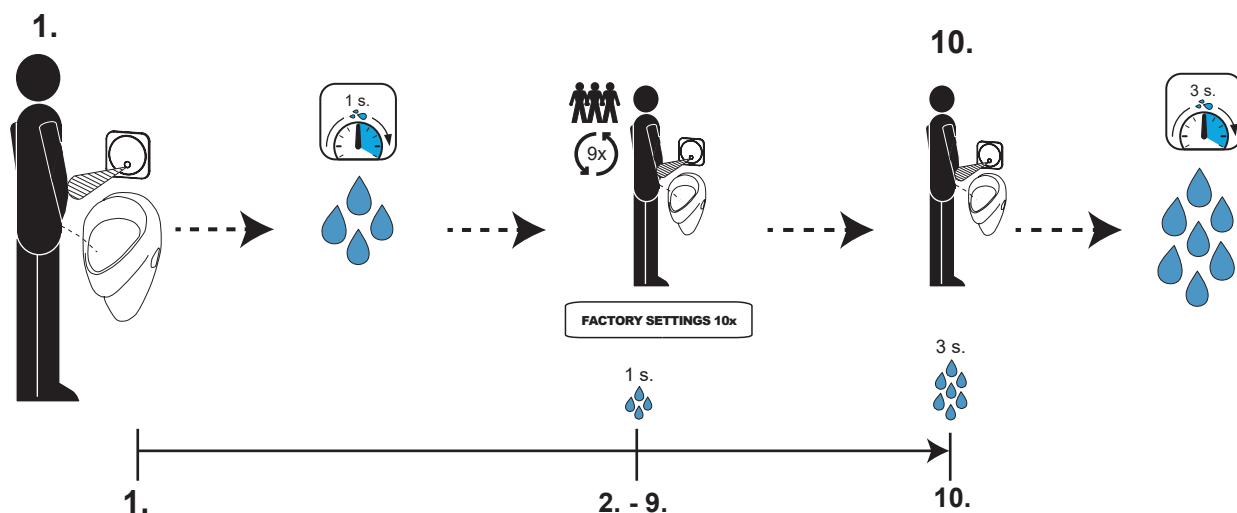 1.
10.
1 s.
3 s.
9x
FACTORY SETTINGS 10x
1 s.
3 s.
1.
2. - 9.
10.